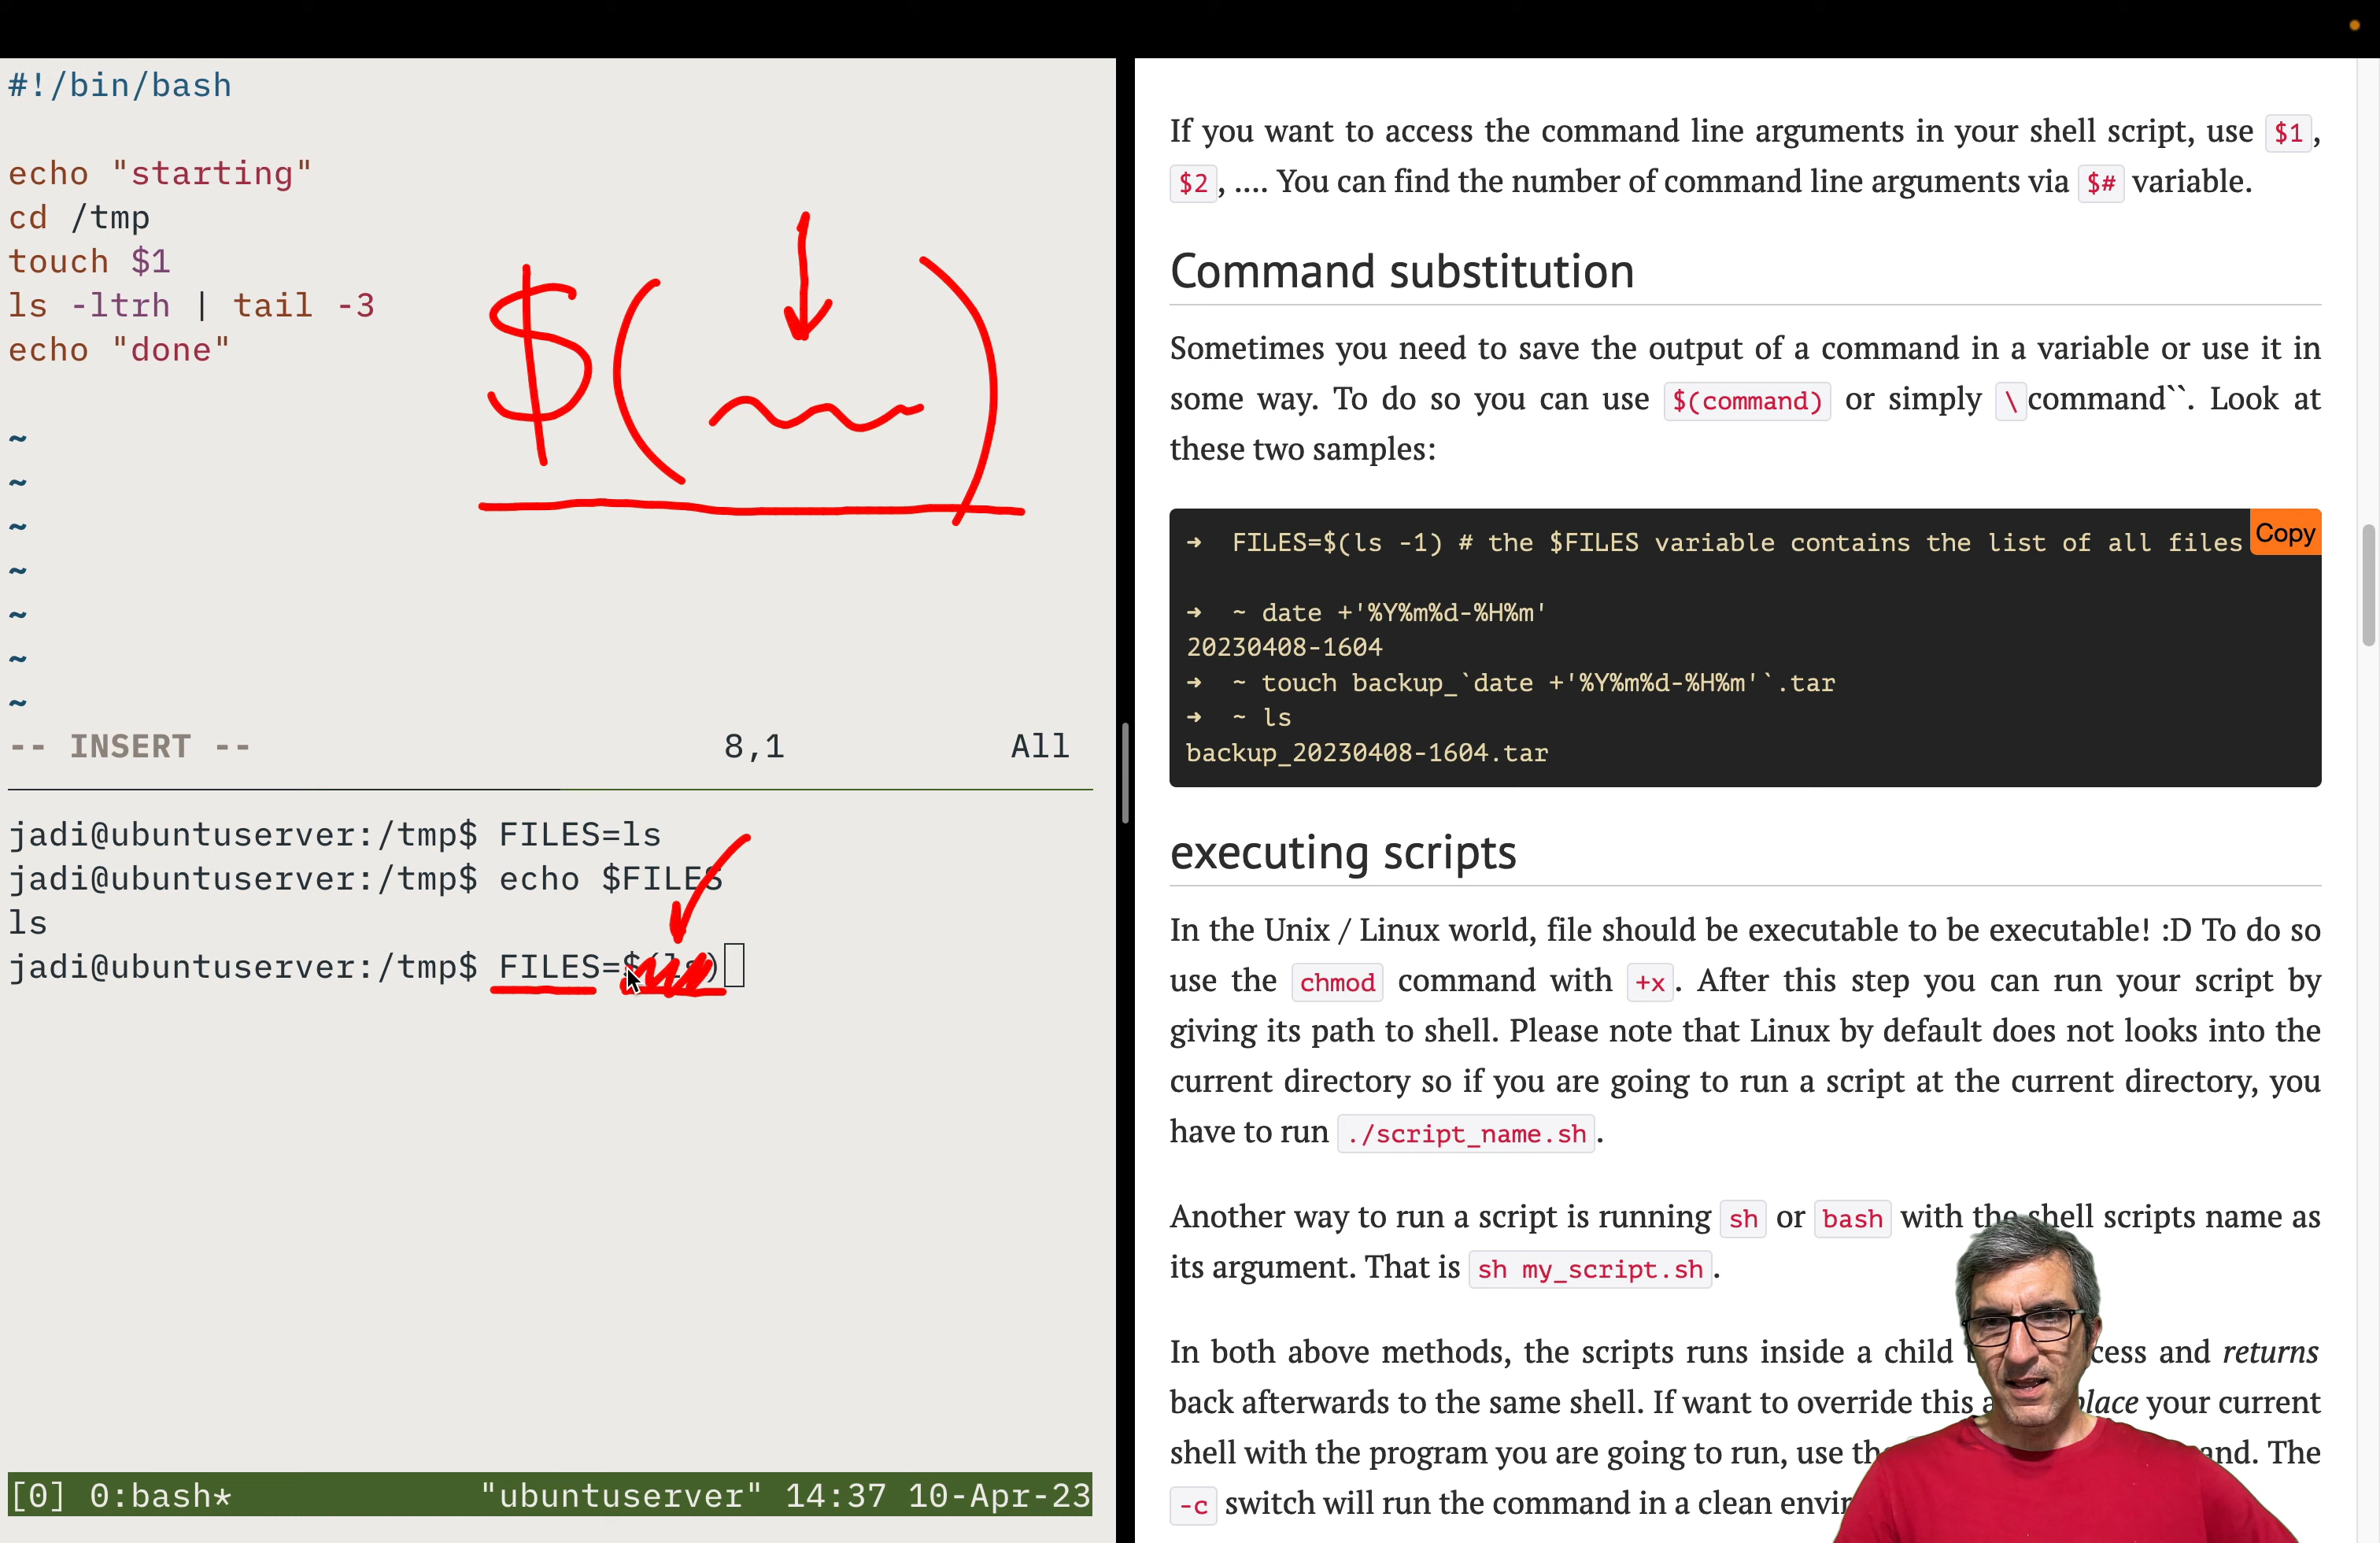 #!/bin/bash
echo "starting"
cd /tmp
touch $1
ls -ltrh | tail -3
echo "done"
~
~
~
~
~
~
~
-- INSERT -- 8,1 All
$( )
jadi@ubuntuserver:/tmp$ FILES=ls
jadi@ubuntuserver:/tmp$ echo $FILES
ls
jadi@ubuntuserver:/tmp$ FILES=$(ls)
[0] 0:bash* "ubuntuserver" 14:37 10-Apr-23
If you want to access the command line arguments in your shell script, use $1,
$2, .... You can find the number of command line arguments via $# variable.
Command substitution
Sometimes you need to save the output of a command in a variable or use it in
some way. To do so you can use $(command) or simply \command``. Look at
these two samples:
Copy
➜  FILES=$(ls -1) # the $FILES variable contains the list of all files
➜  ~ date +'%Y%m%d-%H%m'
20230408-1604
➜  ~ touch backup_`date +'%Y%m%d-%H%m'`.tar
➜  ~ ls
backup_20230408-1604.tar
executing scripts
In the Unix / Linux world, file should be executable to be executable! :D To do so
use the chmod command with +x. After this step you can run your script by
giving its path to shell. Please note that Linux by default does not looks into the
current directory so if you are going to run a script at the current directory, you
have to run ./script_name.sh.
Another way to run a script is running sh or bash with the shell scripts name as
its argument. That is sh my_script.sh.
In both above methods, the scripts runs inside a child and returns
back afterwards to the same shell. If want to override this your current
shell with the program you are going to run, use The
-c switch will run the command in a clean